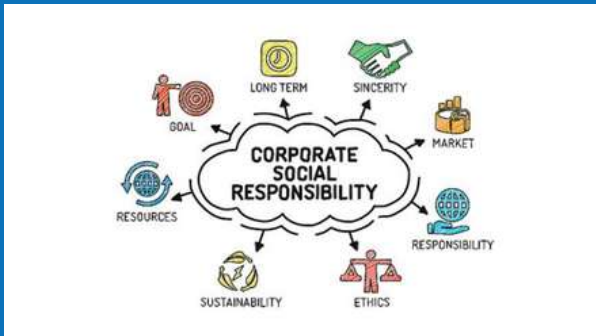 LONG TERM
SINCERITY
GOAL
MARKET
CORPORATE
SOCIAL
RESPONSIBILITY
RESOURCES
RESPONSIBILITY
SUSTAINABILITY
ETHICS